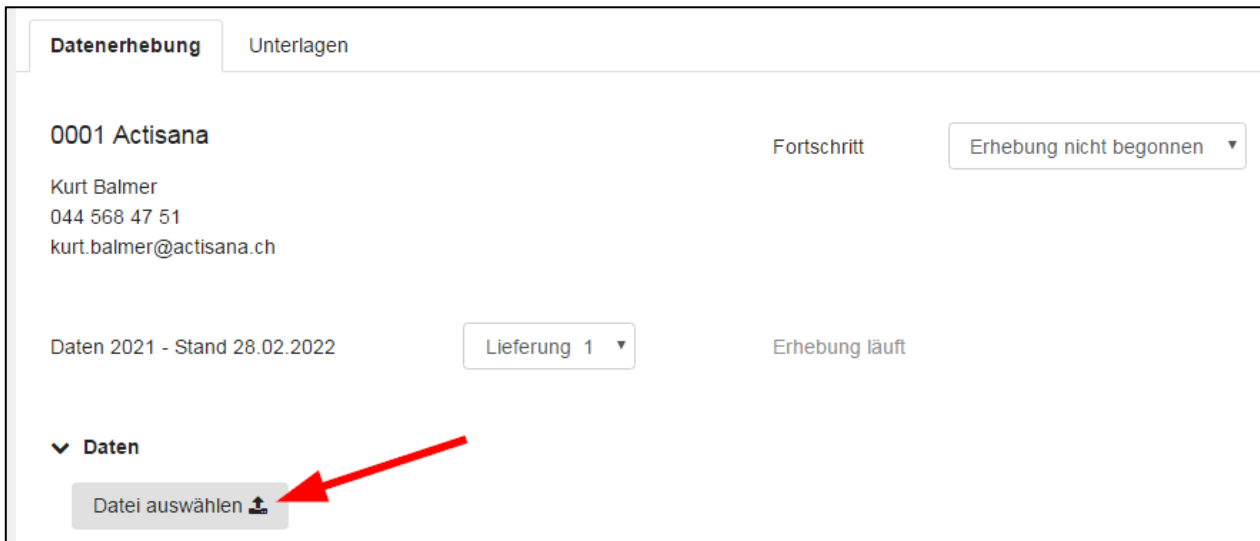 Datenerhebung Unterlagen
0001 Actisana
Fortschritt Erhebung nicht begonnen
Kurt Balmer
044 568 47 51
kurt.balmer@actisana.ch
Daten 2021 - Stand 28.02.2022 Lieferung 1 Erhebung läuft
Daten
Datei auswählen